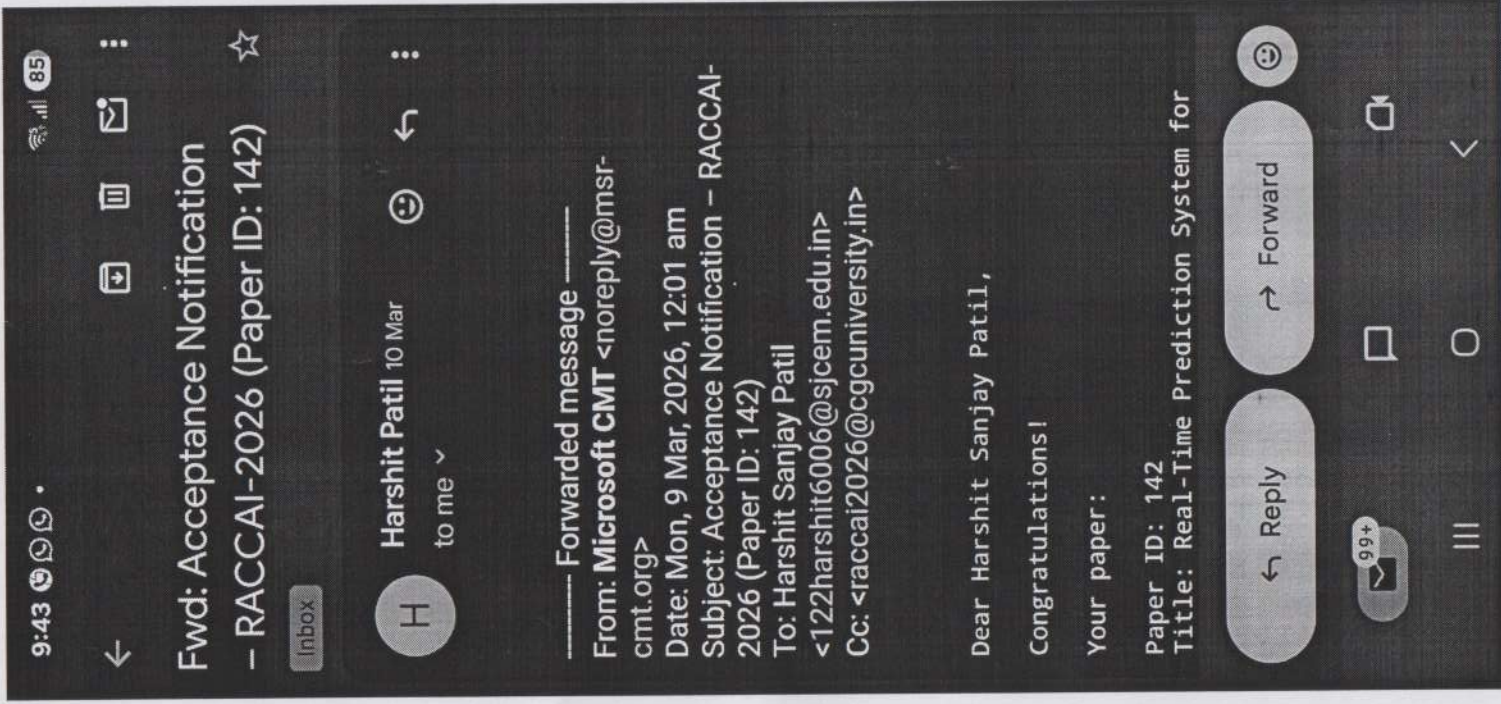 9:43
85
Fwd: Acceptance Notification
– RACCAI-2026 (Paper ID: 142)
Inbox
H
Harshit Patil 10 Mar
to me
---------- Forwarded message ----------
From: Microsoft CMT <noreply@msr-
cmt.org>
Date: Mon, 9 Mar, 2026, 12:01 am
Subject: Acceptance Notification – RACCAI-
2026 (Paper ID: 142)
To: Harshit Sanjay Patil
<122harshit6006@sjcem.edu.in>
Cc: <raccai2026@cgcuniversity.in>
Dear Harshit Sanjay Patil,
Congratulations!
Your paper:
Paper ID: 142
Title: Real-Time Prediction System for
Reply
Forward
99+